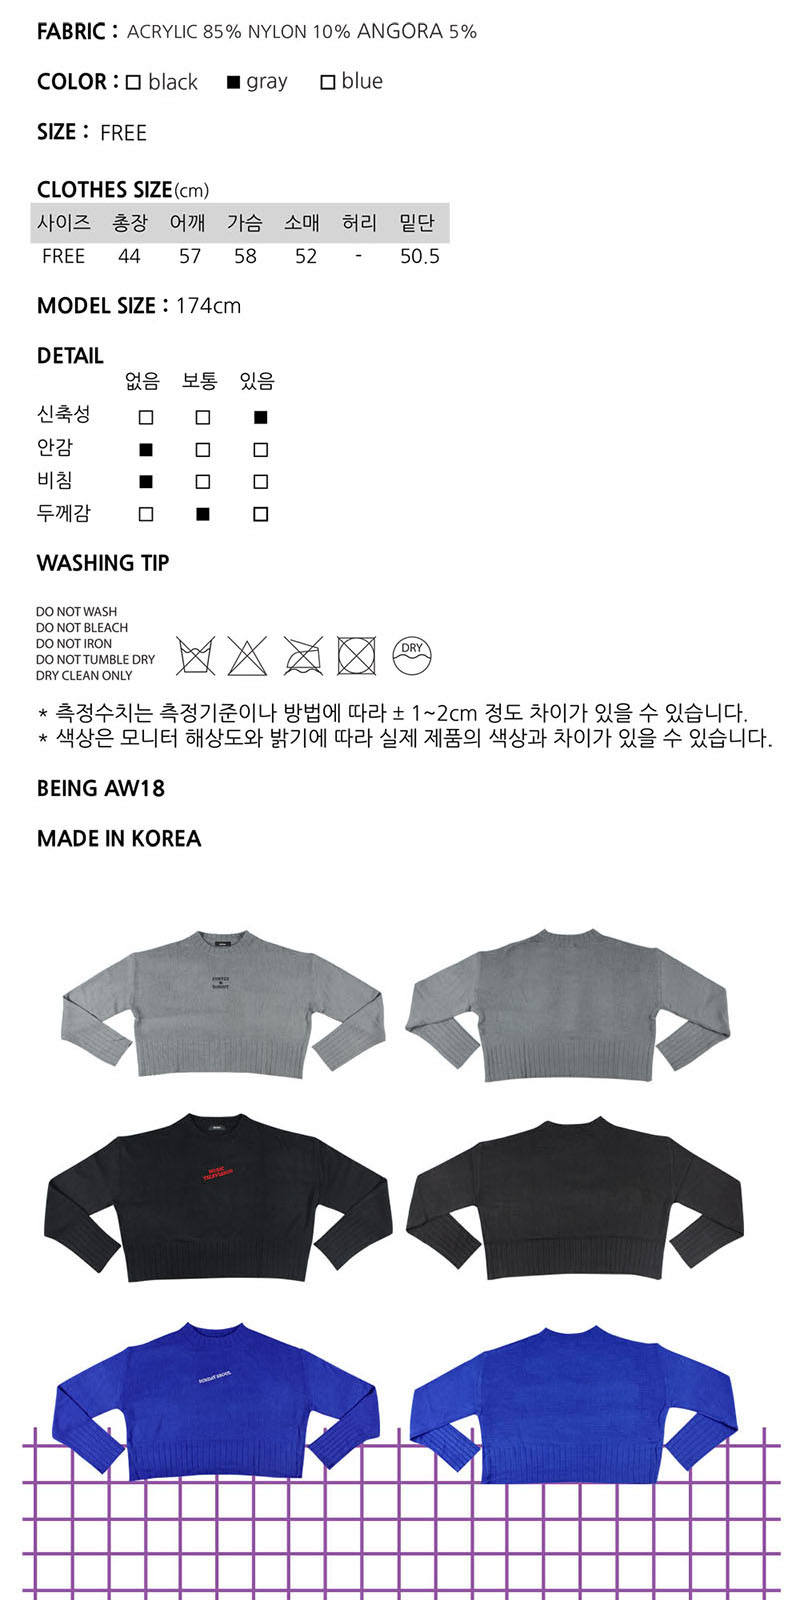 FABRIC : ACRYLIC 85% NYLON 10% ANGORA 5%
COLOR : □ black ■ gray □ blue
SIZE : FREE
CLOTHES SIZE(cm)
사이즈 총장 어깨 가슴 소매 허리 밑단
FREE 44 57 58 52 - 50.5
MODEL SIZE : 174cm
DETAIL
없음 보통 있음
신축성 □ □ ■
안감 ■ □ □
비침 ■ □ □
두께감 □ ■ □
WASHING TIP
DO NOT WASH
DO NOT BLEACH
DO NOT IRON
DO NOT TUMBLE DRY
DRY CLEAN ONLY
DRY
* 측정수치는 측정기준이나 방법에 따라 ± 1~2cm 정도 차이가 있을 수 있습니다.
* 색상은 모니터 해상도와 밝기에 따라 실제 제품의 색상과 차이가 있을 수 있습니다.
BEING AW18
MADE IN KOREA
COFFEE
&
DONUT
MUSIC
TELEVISION
SUNDAY SEOUL